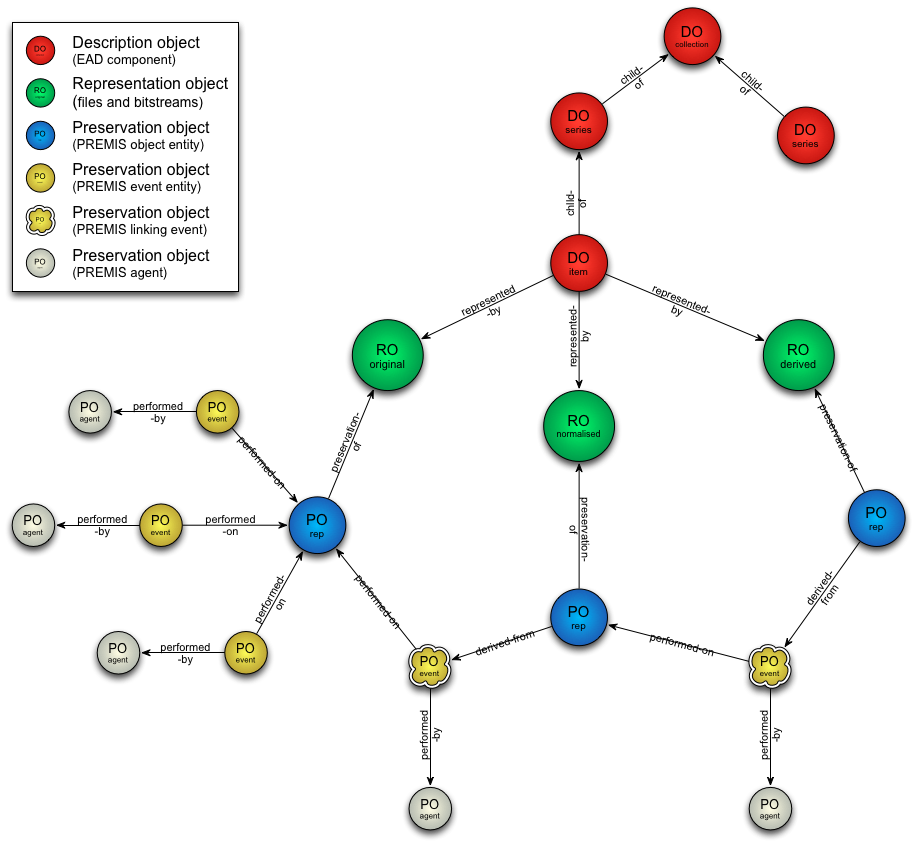 DO
Description object
(EAD component)
RO
Representation object
(files and bitstreams)
PO
Preservation object
(PREMIS object entity)
PO
Preservation object
(PREMIS event entity)
PO
Preservation object
(PREMIS linking event)
PO
Preservation object
(PREMIS agent)
DO
collection
child-
of
child-
of
DO
series
DO
series
child-
of
DO
item
represented
-by
represented-
by
represented-
by
RO
original
RO
derived
RO
normalised
PO
agent
performed
-by
PO
event
performed-on
preservation-
of
preservation-of
PO
agent
performed
-by
PO
event
performed
-on
PO
rep
preservation-
of
PO
rep
performed-
on
performed-on
derived-
from
PO
agent
performed
-by
PO
event
PO
rep
derived-from
performed-on
PO
event
PO
event
performed
-by
performed
-by
PO
agent
PO
agent